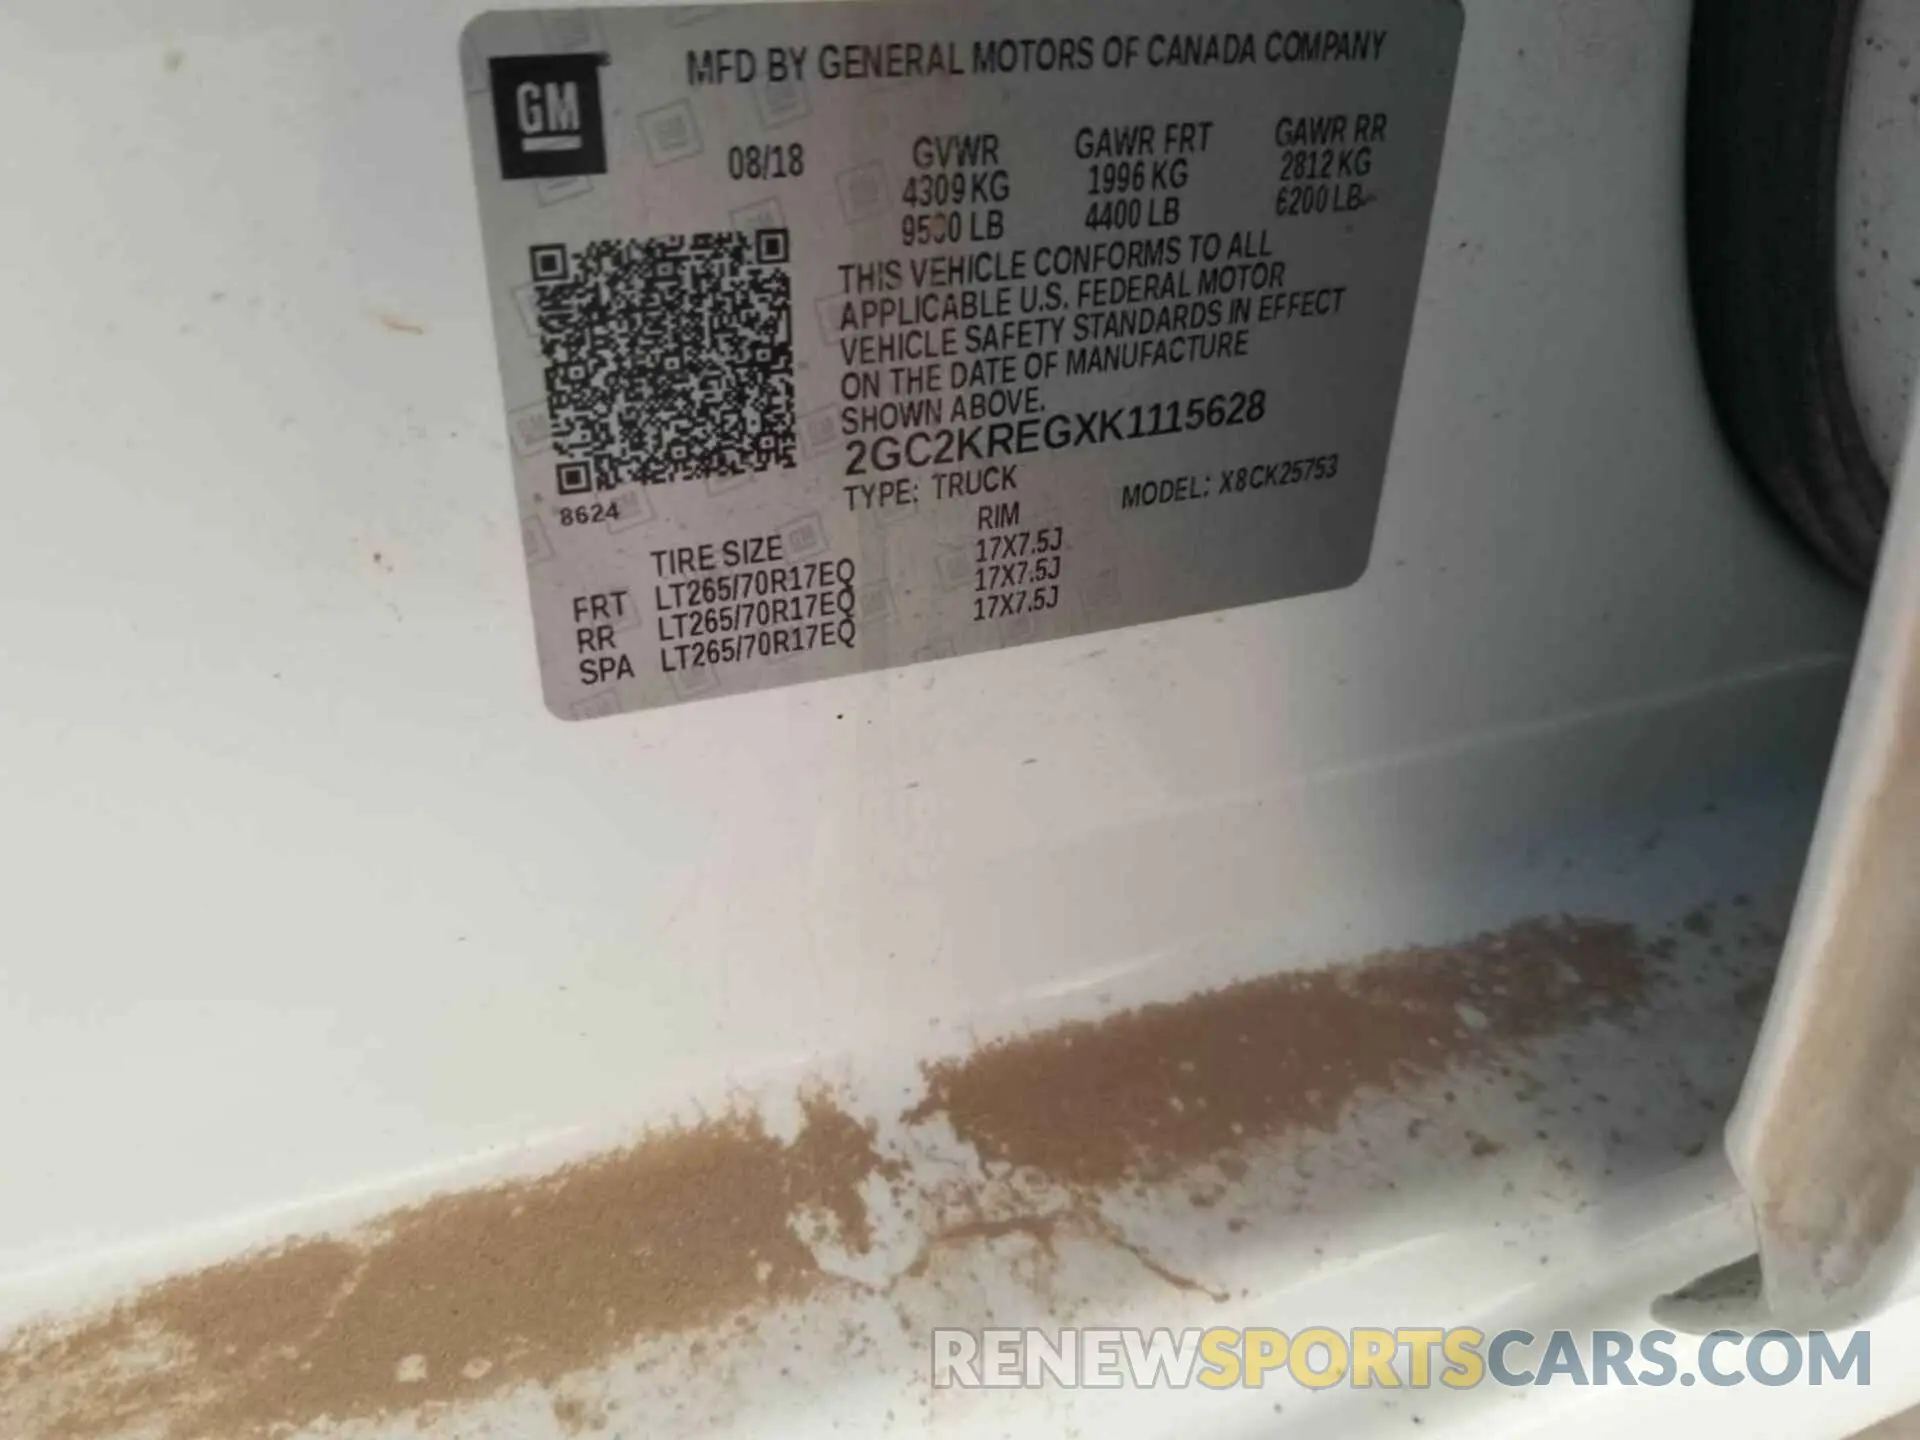 GM
MFD BY GENERAL MOTORS OF CANADA COMPANY
08/18 GVWR GAWR FRT GAWR RR
4309 KG 1996 KG 2812 KG
9500 LB 4400 LB 6200 LB
THIS VEHICLE CONFORMS TO ALL
APPLICABLE U.S. FEDERAL MOTOR
VEHICLE SAFETY STANDARDS IN EFFECT
ON THE DATE OF MANUFACTURE
SHOWN ABOVE.
2GC2KREGXK1115628
TYPE: TRUCK MODEL: X8CK25753
8624
TIRE SIZE RIM
FRT LT265/70R17EQ 17X7.5J
RR LT265/70R17EQ 17X7.5J
SPA LT265/70R17EQ 17X7.5J
RENEWSPORTSCARS.COM